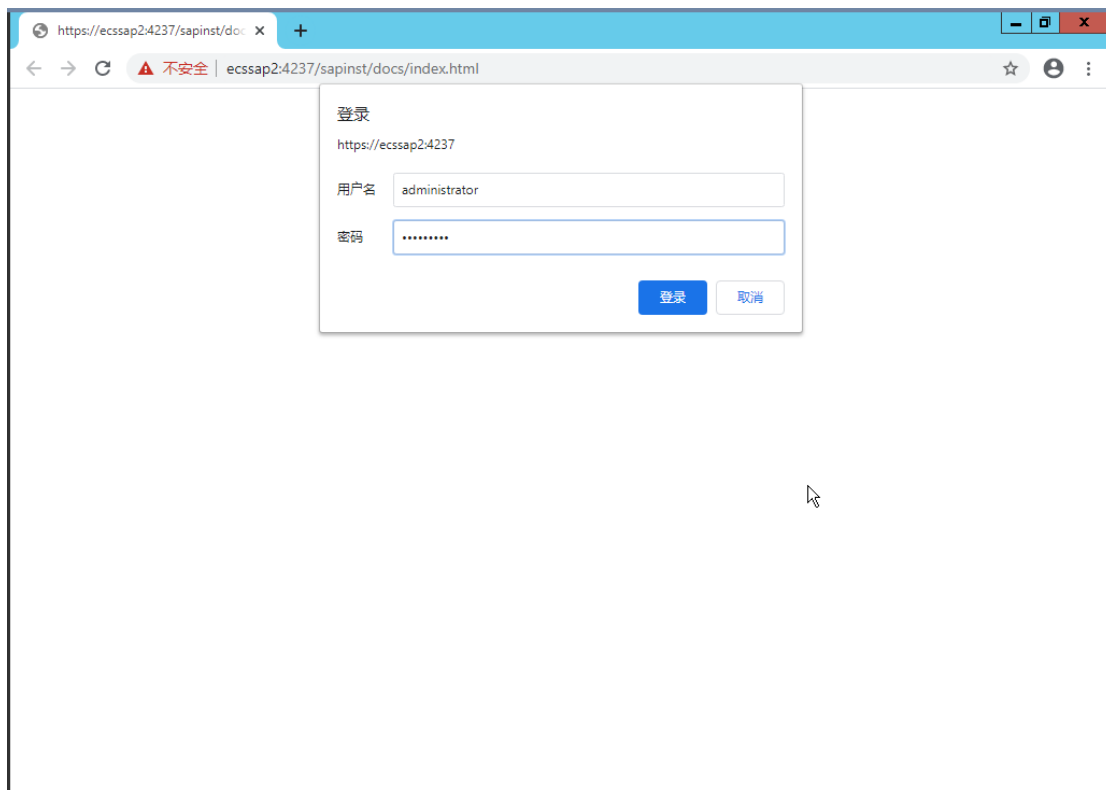 https://ecssap2:4237/sapinst/doc
不安全 ecssap2:4237/sapinst/docs/index.html
登录
https://ecssap2:4237
用户名 administrator
密码 •••••••••
登录 取消